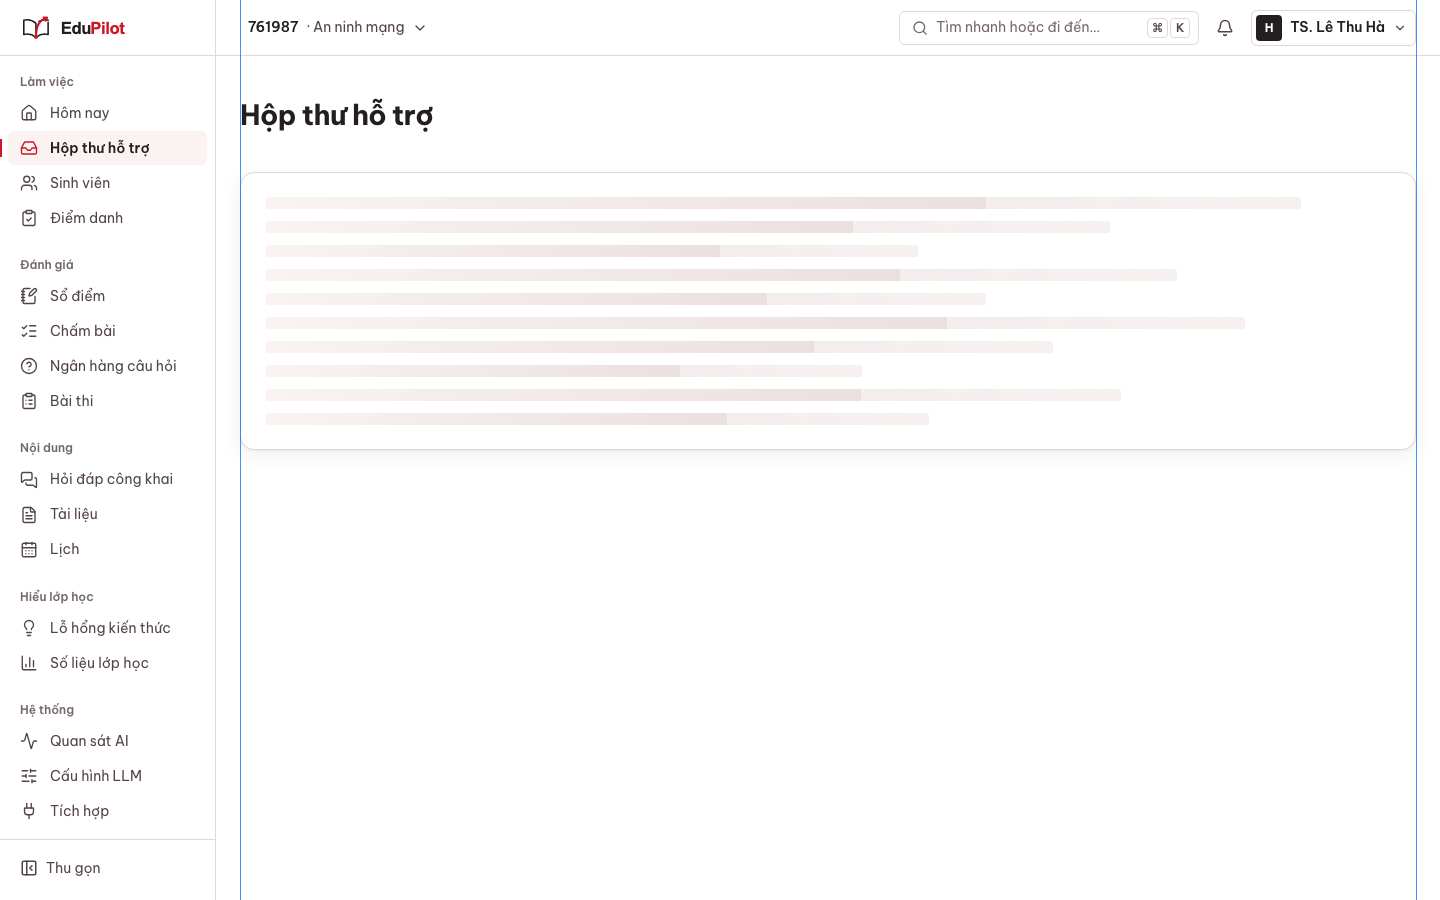 EduPilot
761987 · An ninh mạng
Tìm nhanh hoặc đi đến...
⌘ K
H
TS. Lê Thu Hà
Làm việc
Hôm nay
Hộp thư hỗ trợ
Sinh viên
Điểm danh
Đánh giá
Sổ điểm
Chấm bài
Ngân hàng câu hỏi
Bài thi
Nội dung
Hỏi đáp công khai
Tài liệu
Lịch
Hiểu lớp học
Lỗ hổng kiến thức
Số liệu lớp học
Hệ thống
Quan sát AI
Cấu hình LLM
Tích hợp
Thu gọn
Hộp thư hỗ trợ